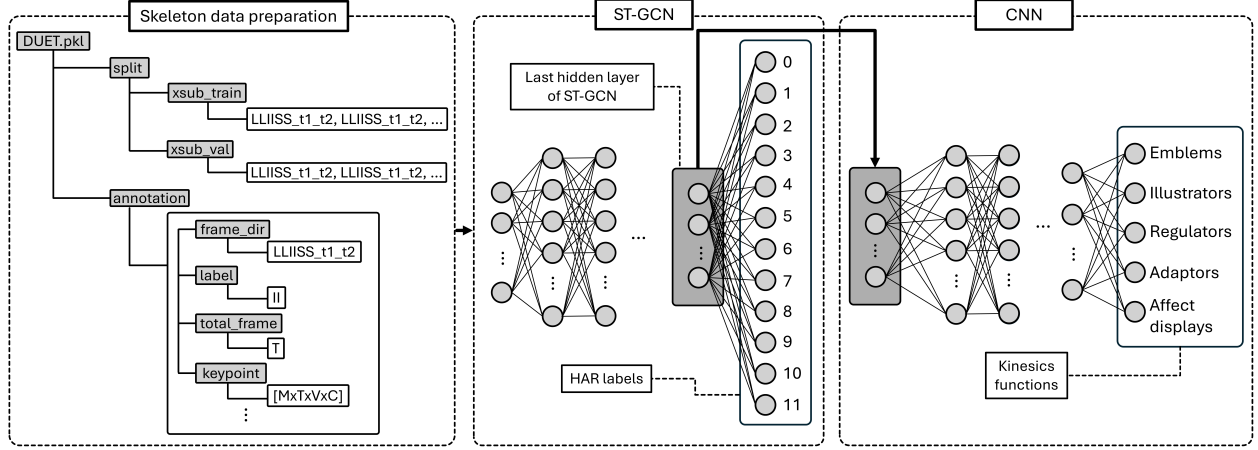 Skeleton data preparation
DUET.pkl
split
xsub_train
LLIISS_t1_t2, LLIISS_t1_t2, ...
xsub_val
LLIISS_t1_t2, LLIISS_t1_t2, ...
annotation
frame_dir
LLIISS_t1_t2
label
II
total_frame
T
keypoint
[MxTxVxC]
ST-GCN
Last hidden layer
of ST-GCN
0
1
2
3
4
5
6
7
8
9
10
11
HAR labels
CNN
Emblems
Illustrators
Regulators
Adaptors
Affect
displays
Kinesics
functions